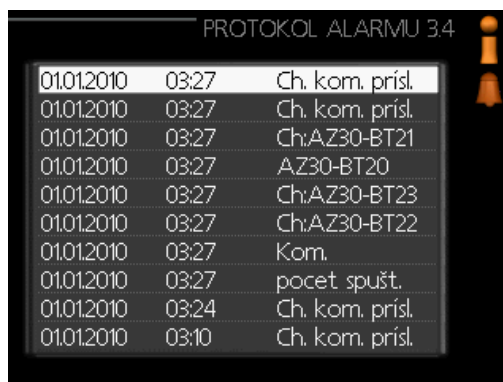 PROTOKOL ALARMU 3.4
01.01.2010 03:27 Ch. kom. prísl.
01.01.2010 03:27 Ch. kom. prísl.
01.01.2010 03:27 Ch:AZ30-BT21
01.01.2010 03:27 AZ30-BT20
01.01.2010 03:27 Ch:AZ30-BT23
01.01.2010 03:27 Ch:AZ30-BT22
01.01.2010 03:27 Kom.
01.01.2010 03:27 pocet spušt.
01.01.2010 03:24 Ch. kom. prísl.
01.01.2010 03:10 Ch. kom. prísl.